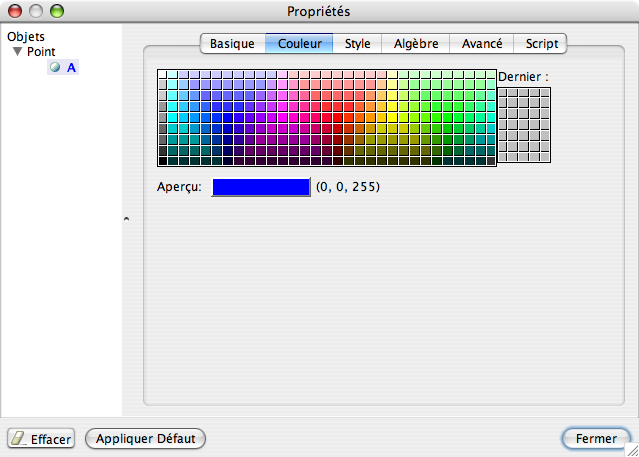 Propriétés
Objets
Point
A
Basique Couleur Style Algèbre Avancé Script
Dernier :
Aperçu: (0, 0, 255)
Effacer Appliquer Défaut Fermer